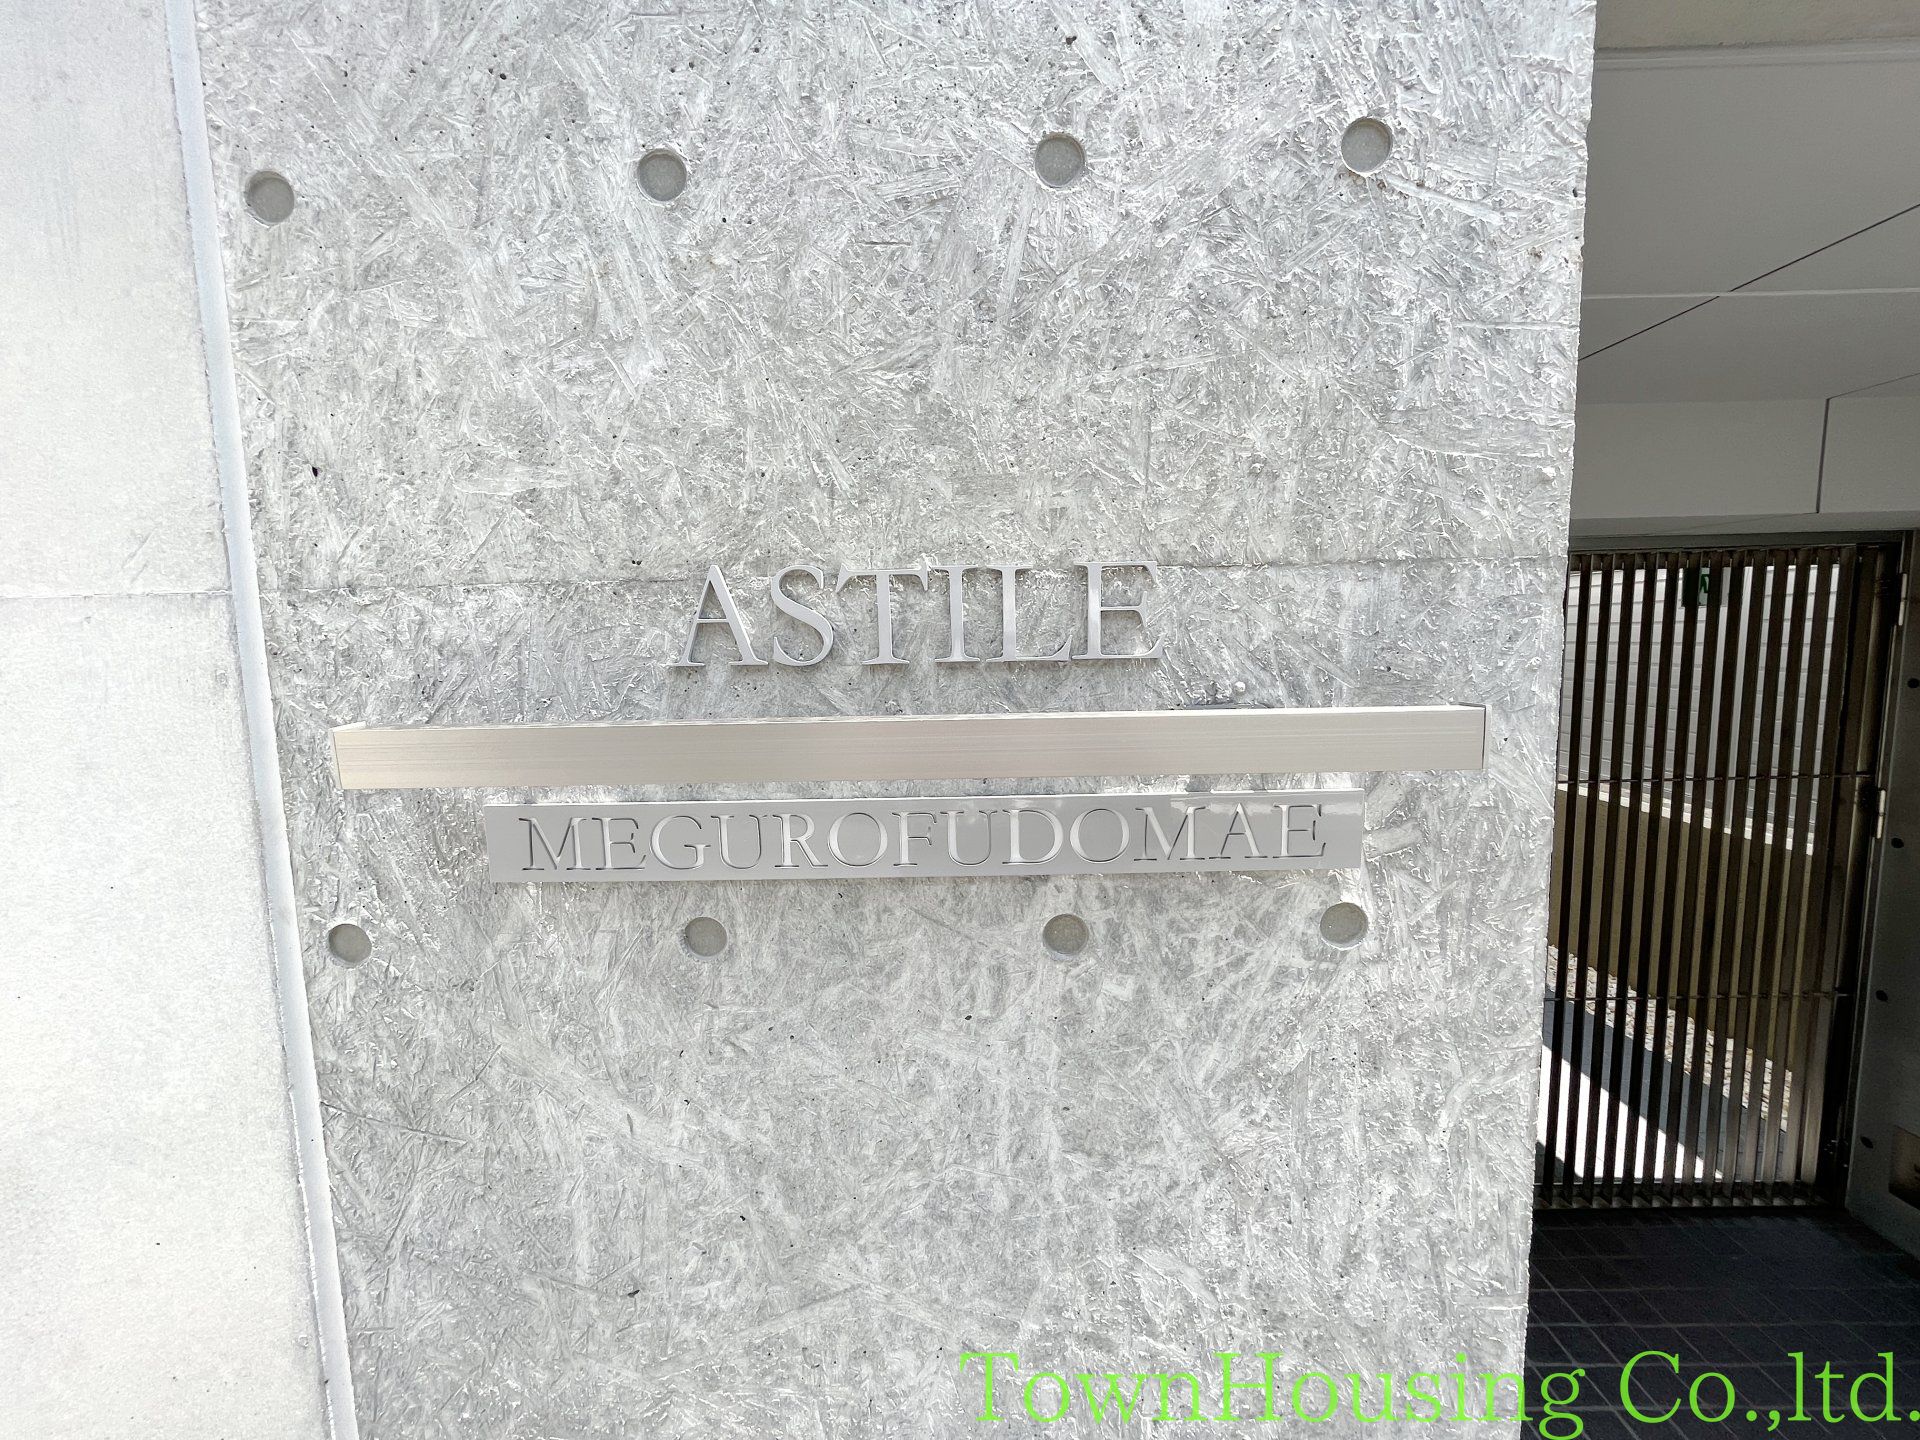 ASTILE
MEGUROFUDOMAE
TownHousing Co.,ltd.